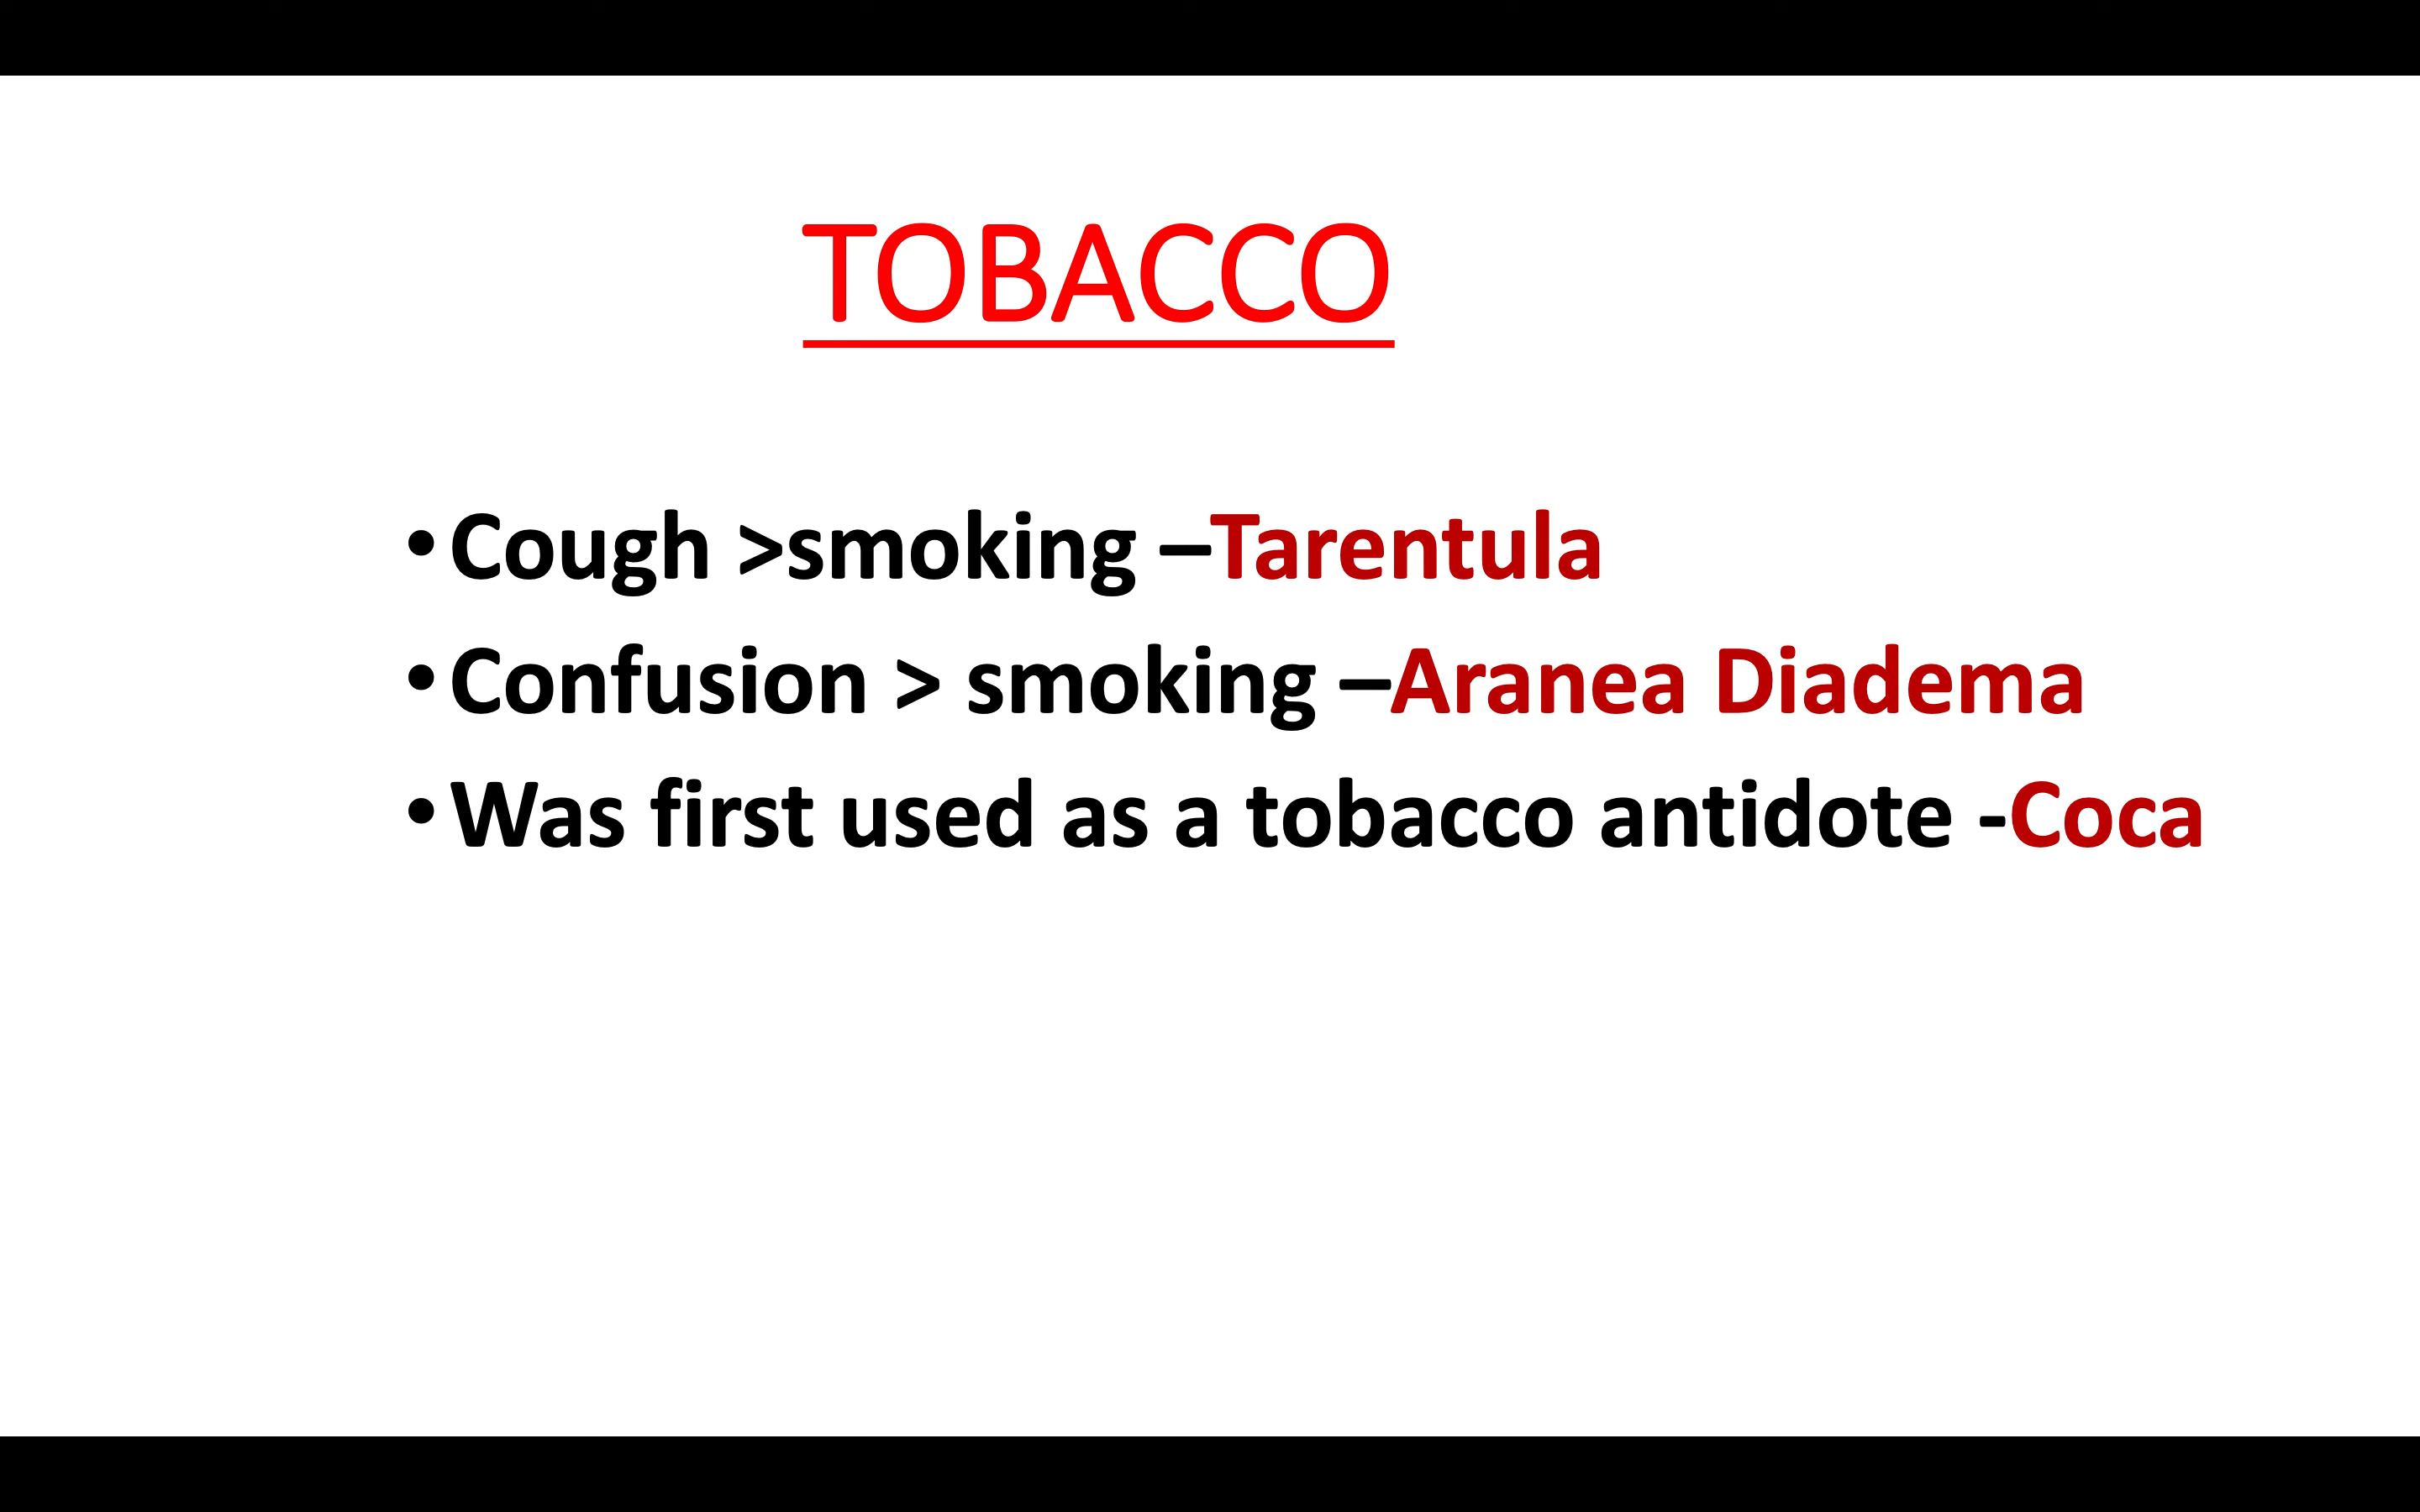 TOBACCO
• Cough >smoking –Tarentula
• Confusion > smoking –Aranea Diadema
• Was first used as a tobacco antidote -Coca